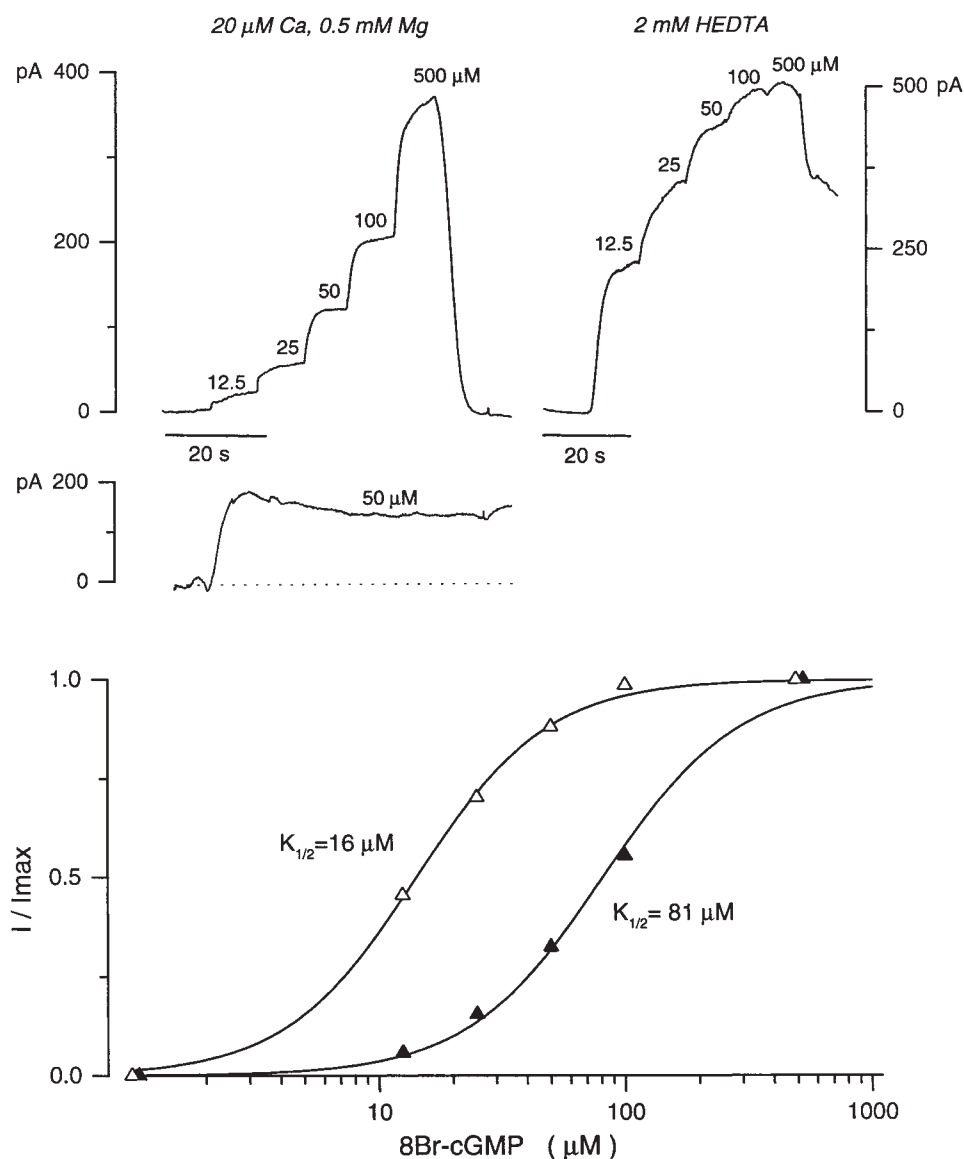 20 µM Ca, 0.5 mM Mg
2 mM HEDTA
pA 400
200
0
12.5
25
50
100
500 µM
20 s
12.5
25
50
100
500 µM
500 pA
250
0
20 s
pA 200
100
0
50 µM
1.0
0.5
0.0
I / Imax
K1/2=16 µM
K1/2= 81 µM
10
100
1000
8Br-cGMP ( µM)